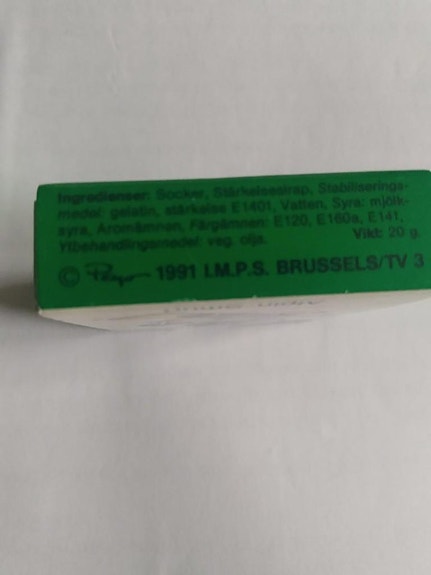 Ingredienser: Socker, Stärkelsesirap, Stabiliserings-
medel: gelatin, stärkelse E1401, Vatten, Syra: mjölk-
syra, Aromämnen, Färgämnen: E120, E160a, E141,
Ytbehandlingsmedel: veg. olja. Vikt: 20 g.
© Peyo 1991 I.M.P.S. BRUSSELS/TV 3